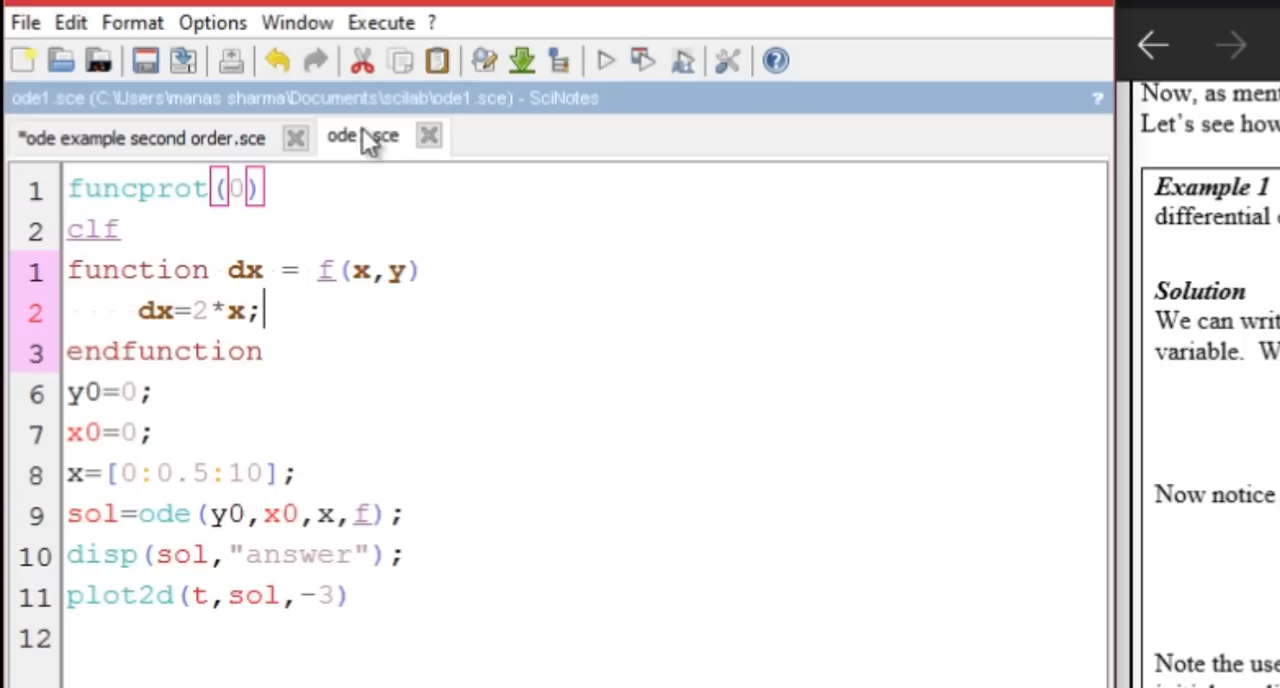 File Edit Format Options Window Execute ?
ode1.sce (C:\Users\manas sharma\Documents\scilab\ode1.sce) - SciNotes ?
*ode example second order.sce ode .sce
1 funcprot(0)
2 clf
1 function dx = f(x,y)
2 dx=2*x;
3 endfunction
6 y0=0;
7 x0=0;
8 x=[0:0.5:10];
9 sol=ode(y0,x0,x,f);
10 disp(sol,"answer");
11 plot2d(t,sol,-3)
12
Now, as ment
Let's see how
Example 1
differential
Solution
We can writ
variable. W
Now notice
Note the use